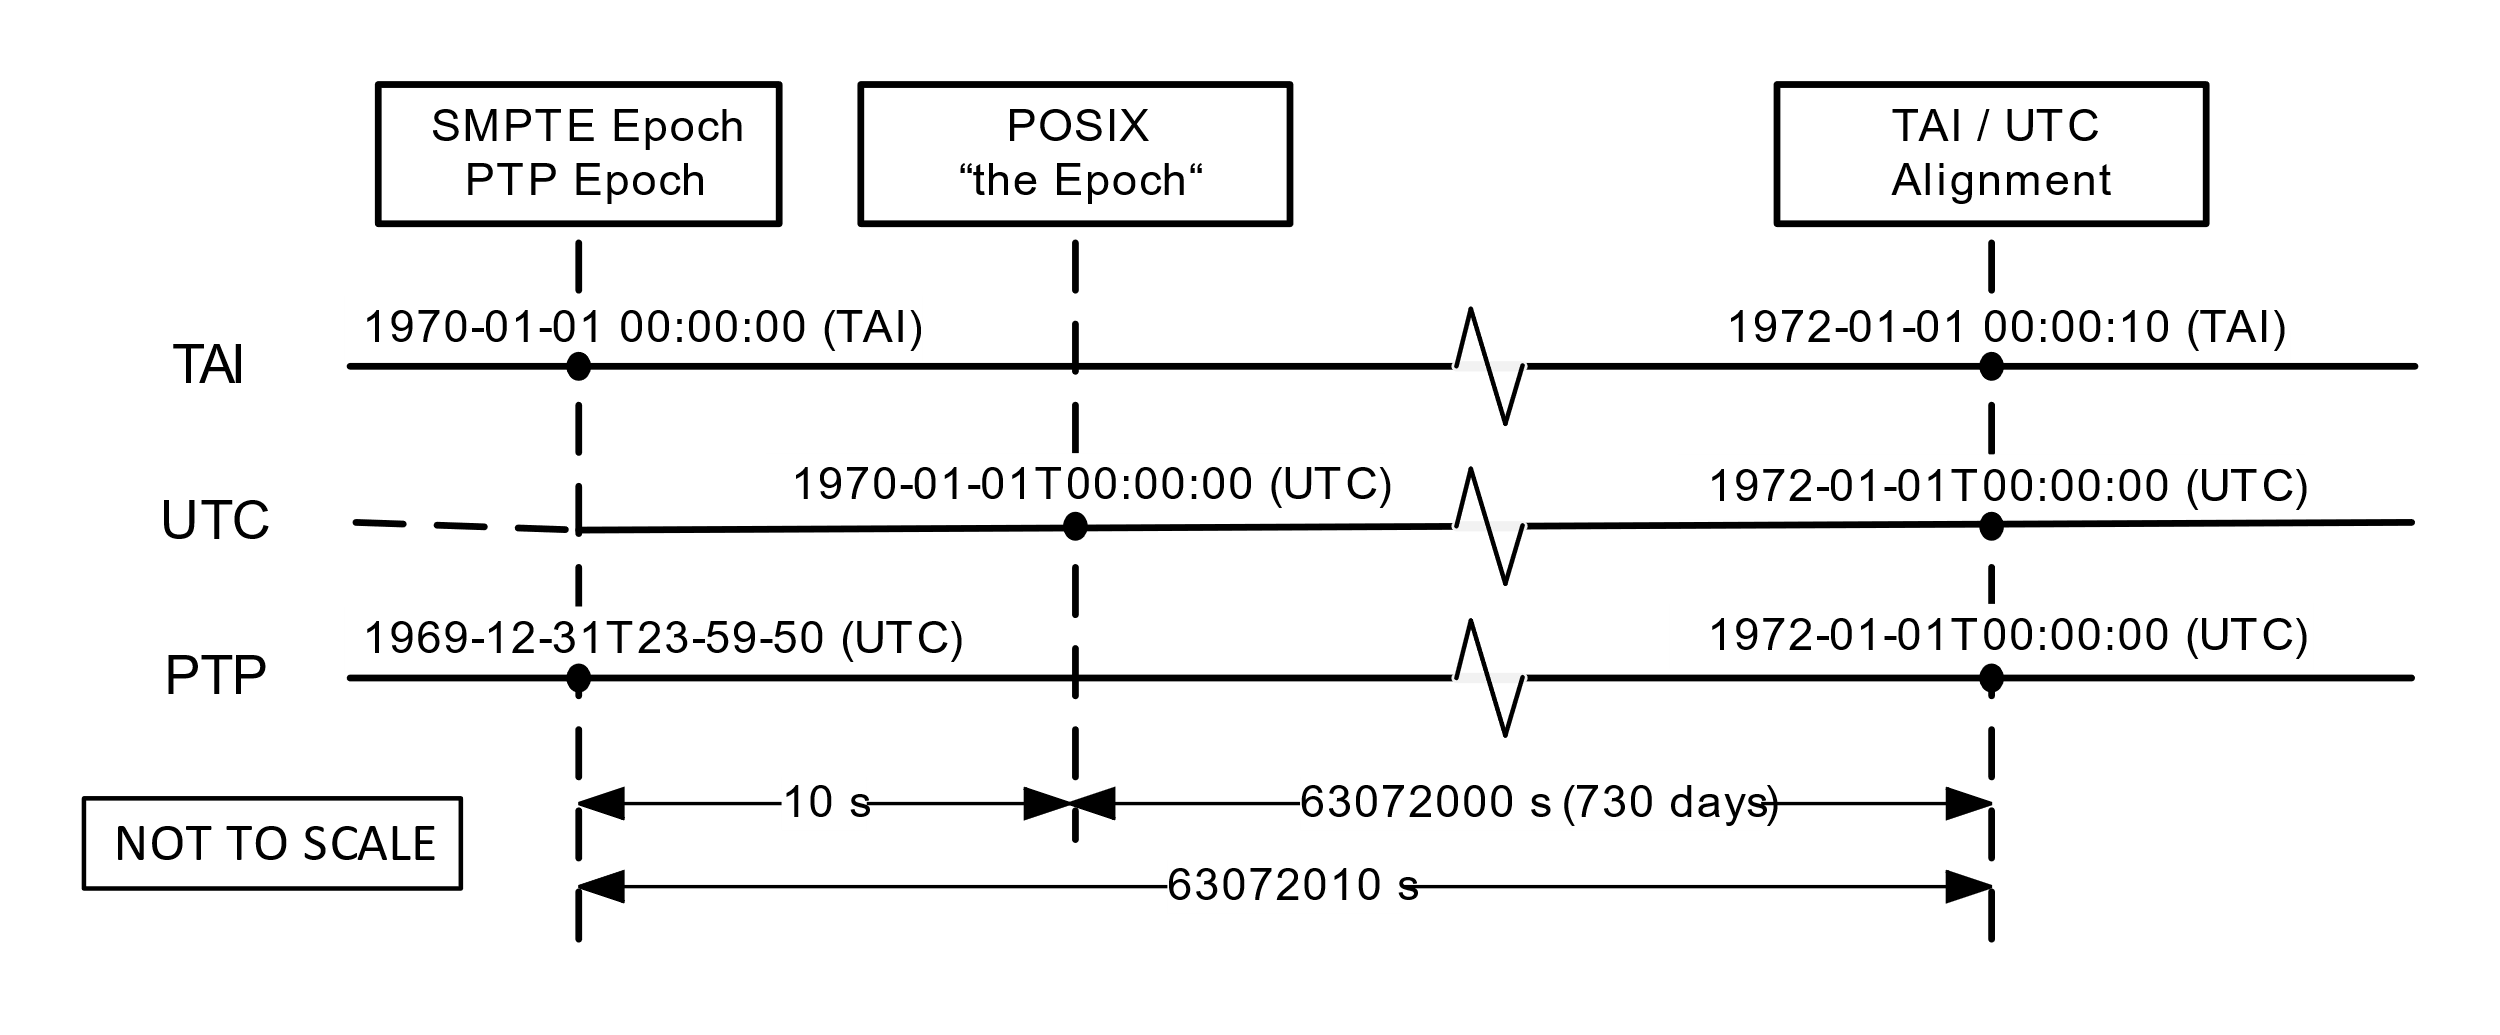 SMPTE Epoch
PTP Epoch
POSIX
“the Epoch“
TAI / UTC
Alignment
TAI
1970-01-01 00:00:00 (TAI)
1972-01-01 00:00:10 (TAI)
UTC
1970-01-01T00:00:00 (UTC)
1972-01-01T00:00:00 (UTC)
PTP
1969-12-31T23-59-50 (UTC)
1972-01-01T00:00:00 (UTC)
10 s
63072000 s (730 days)
NOT TO SCALE
63072010 s